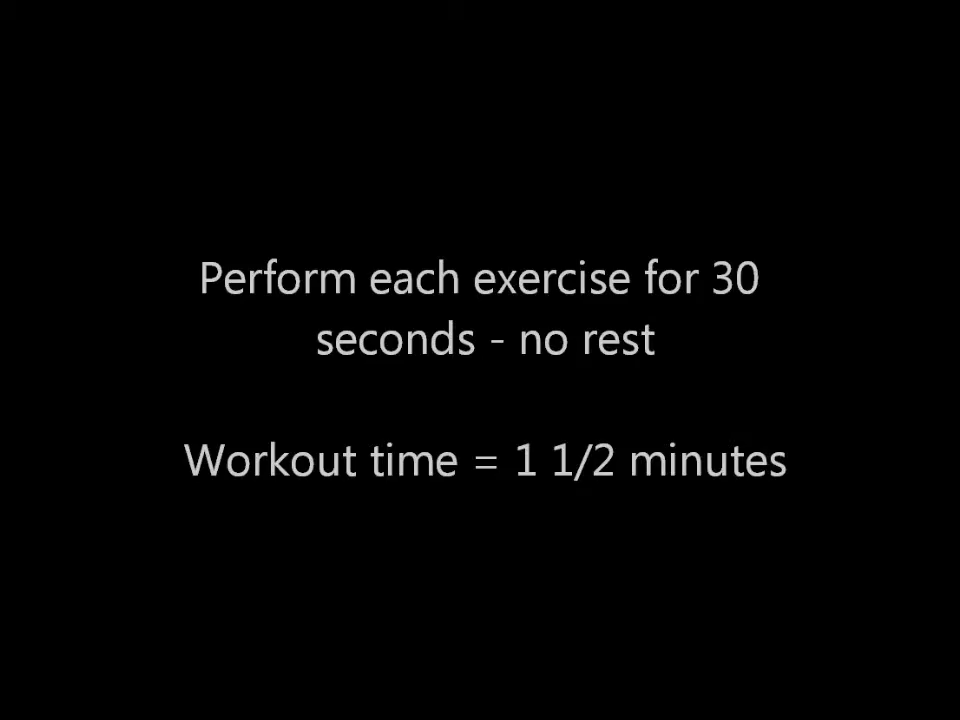 Perform each exercise for 30
seconds - no rest
Workout time = 1 1/2 minutes